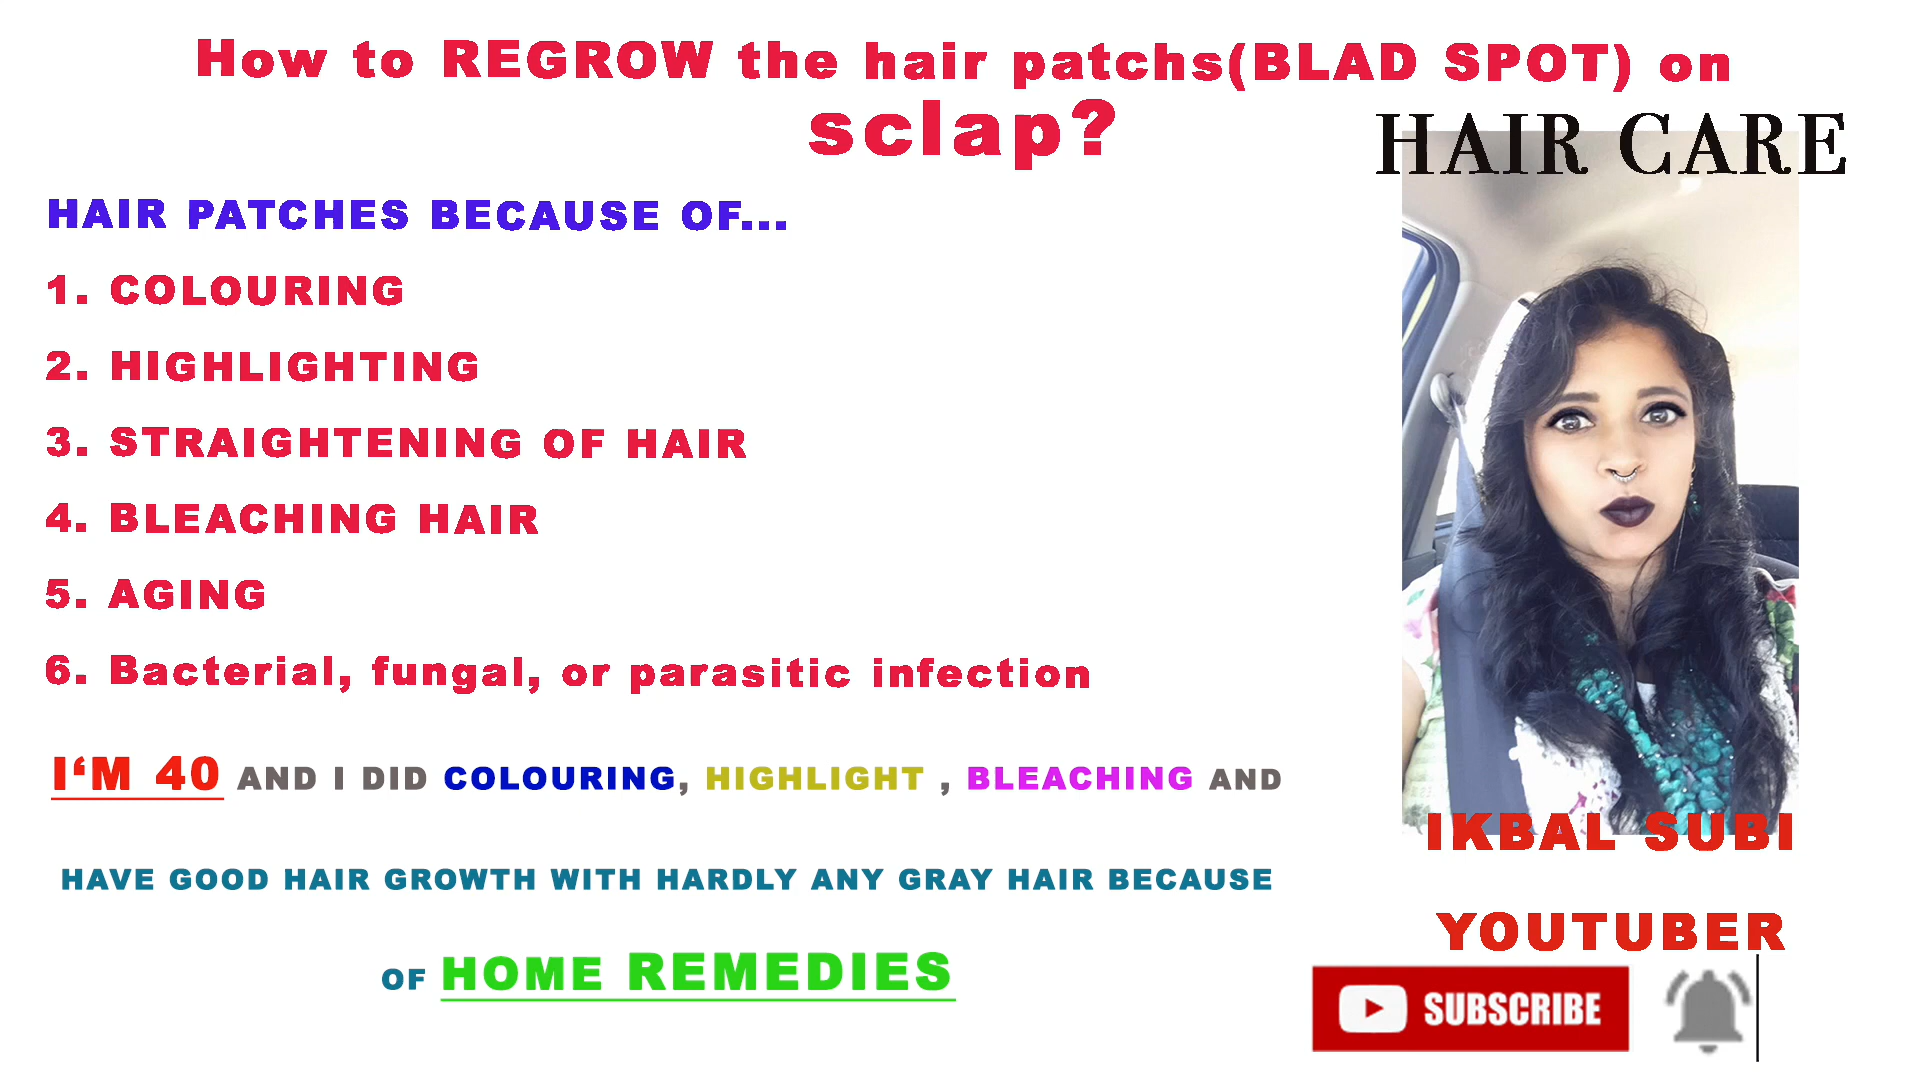 How to REGROW the hair patchs(BLAD SPOT) on
sclap?
HAIR CARE
HAIR PATCHES BECAUSE OF...
1. COLOURING
2. HIGHLIGHTING
3. STRAIGHTENING OF HAIR
4. BLEACHING HAIR
5. AGING
6. Bacterial, fungal, or parasitic infection
I‘M 40 AND I DID COLOURING, HIGHLIGHT , BLEACHING AND
HAVE GOOD HAIR GROWTH WITH HARDLY ANY GRAY HAIR BECAUSE
OF HOME REMEDIES
IKBAL SUBI
YOUTUBER
SUBSCRIBE